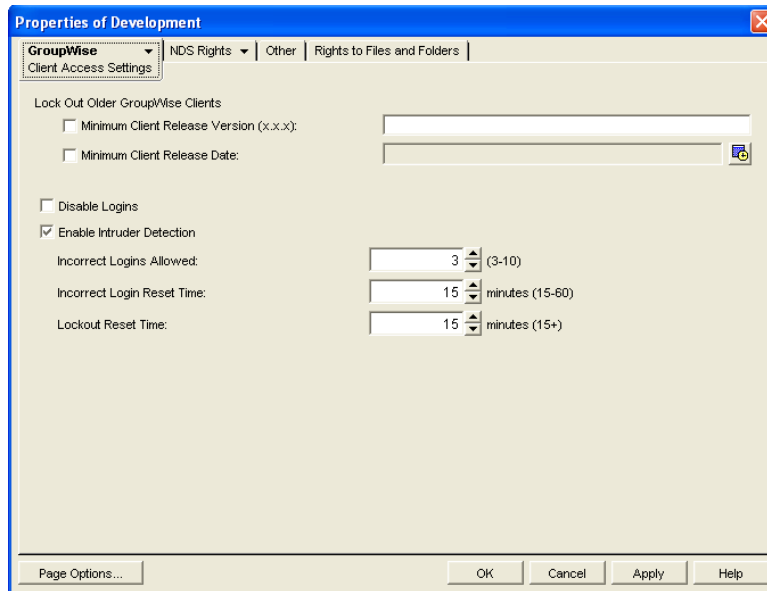 Properties of Development
GroupWise NDS Rights Other Rights to Files and Folders
Client Access Settings
Lock Out Older GroupWise Clients
Minimum Client Release Version (x.x.x):
Minimum Client Release Date:
Disable Logins
Enable Intruder Detection
Incorrect Logins Allowed: 3 (3-10)
Incorrect Login Reset Time: 15 minutes (15-60)
Lockout Reset Time: 15 minutes (15+)
Page Options... OK Cancel Apply Help